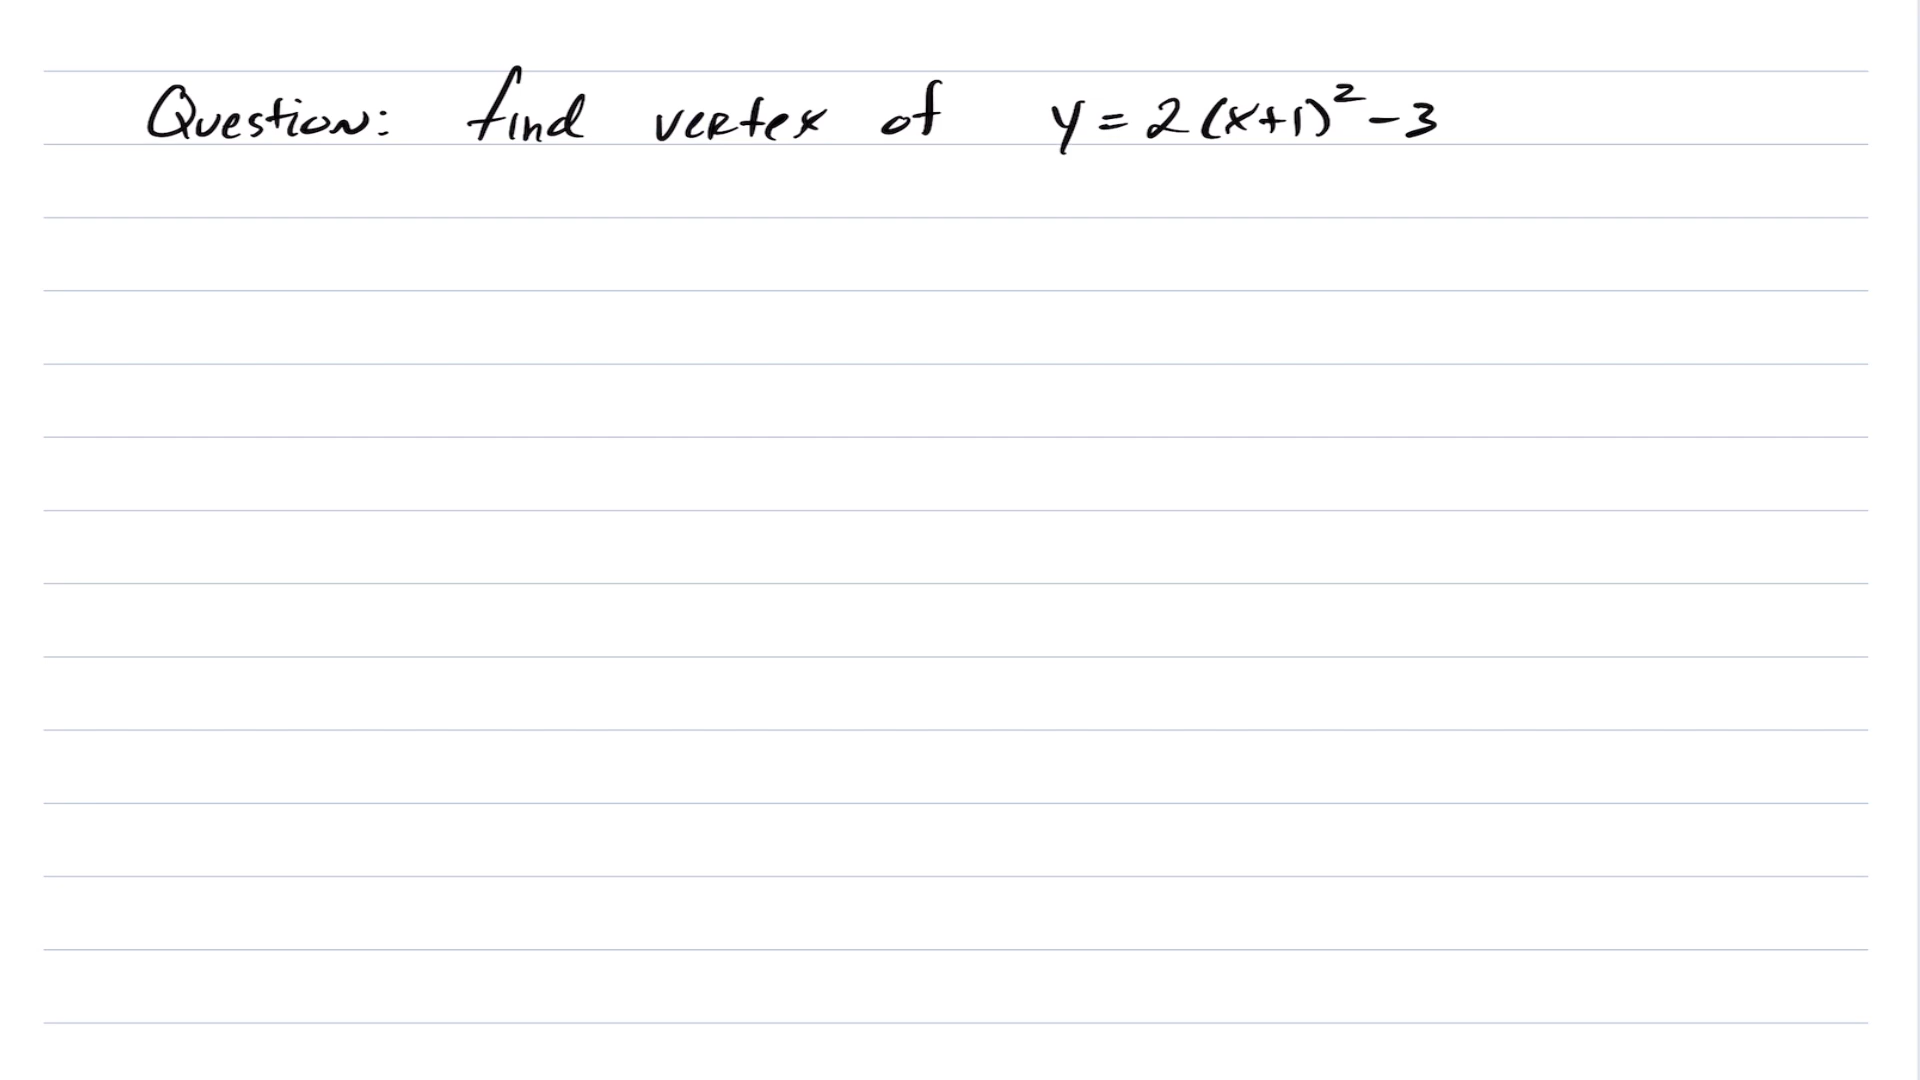 Question: find vertex of y = 2(x+1)² - 3